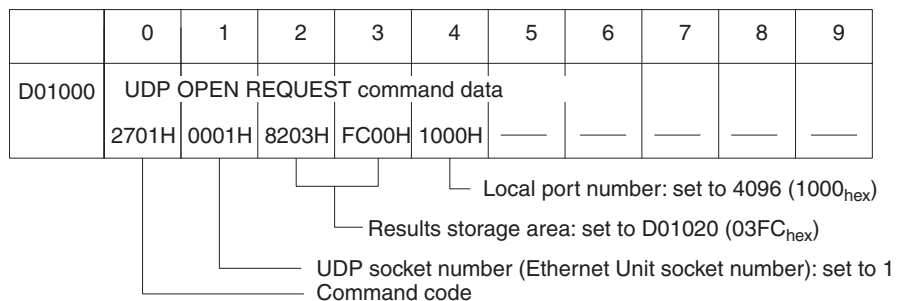 0 1 2 3 4 5 6 7 8 9
D01000 UDP OPEN REQUEST command data
2701H 0001H 8203H FC00H 1000H
Local port number: set to 4096 (1000hex)
Results storage area: set to D01020 (03FChex)
UDP socket number (Ethernet Unit socket number): set to 1
Command code